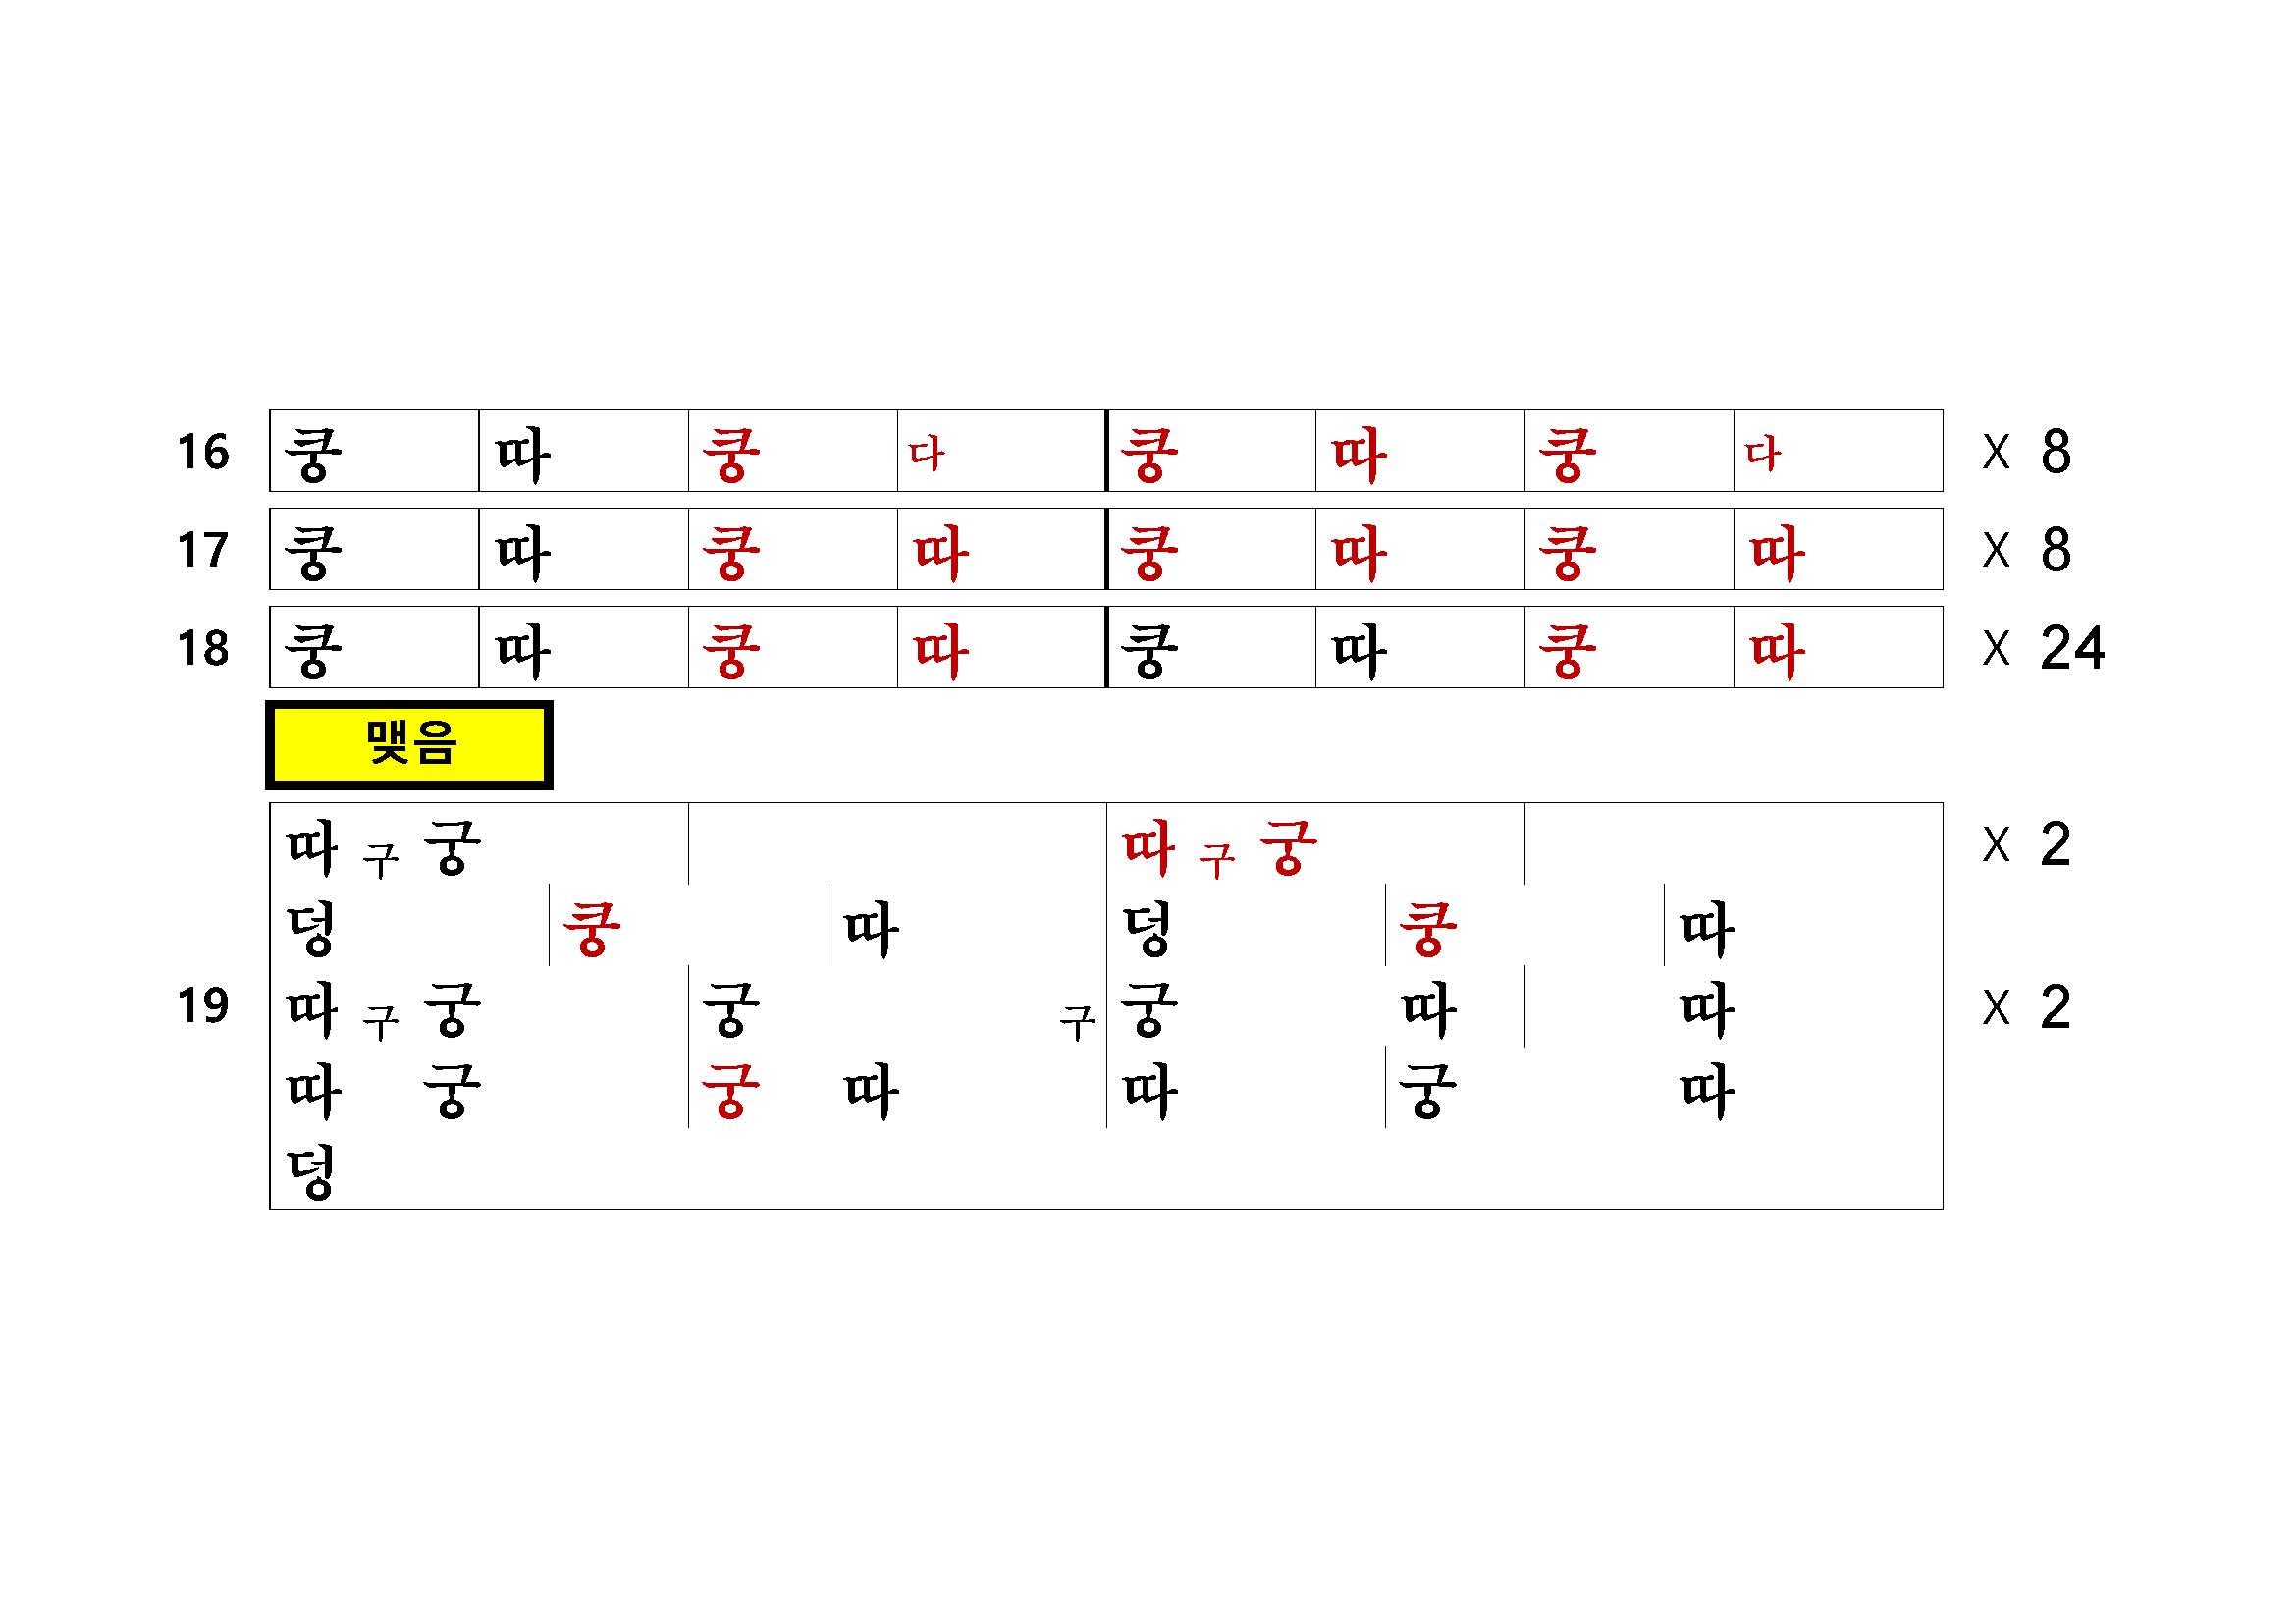 16 쿵 따 쿵 다 쿵 따 쿵 다 X 8
17 쿵 따 쿵 따 쿵 따 쿵 따 X 8
18 쿵 따 쿵 따 쿵 따 쿵 따 X 24
맺음
따 구 궁 따 구 궁 X 2
덩 쿵 따 덩 쿵 따
19 따 구 궁 궁 구 궁 따 따 X 2
따 궁 궁 따 따 궁 따
덩